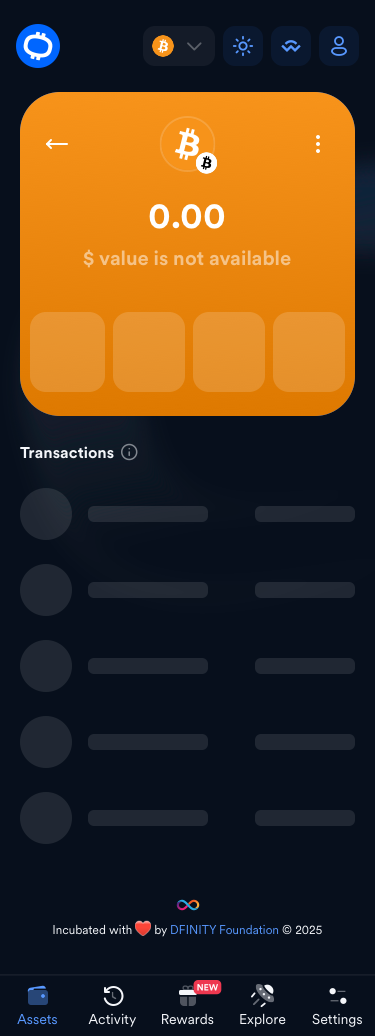 0.00
$ value is not available
Transactions
Incubated with ❤️ by DFINITY Foundation © 2025
NEW
Assets Activity Rewards Explore Settings